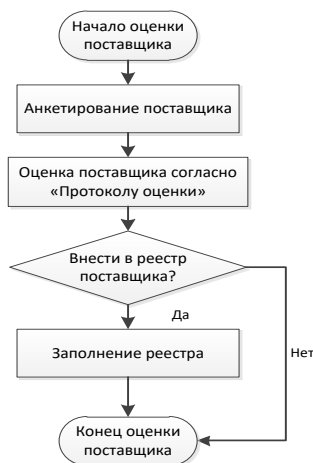 Начало оценки
поставщика
Анкетирование поставщика
Оценка поставщика согласно
«Протоколу оценки»
Внести в реестр
поставщика?
Да
Заполнение реестра
Нет
Конец оценки
поставщика